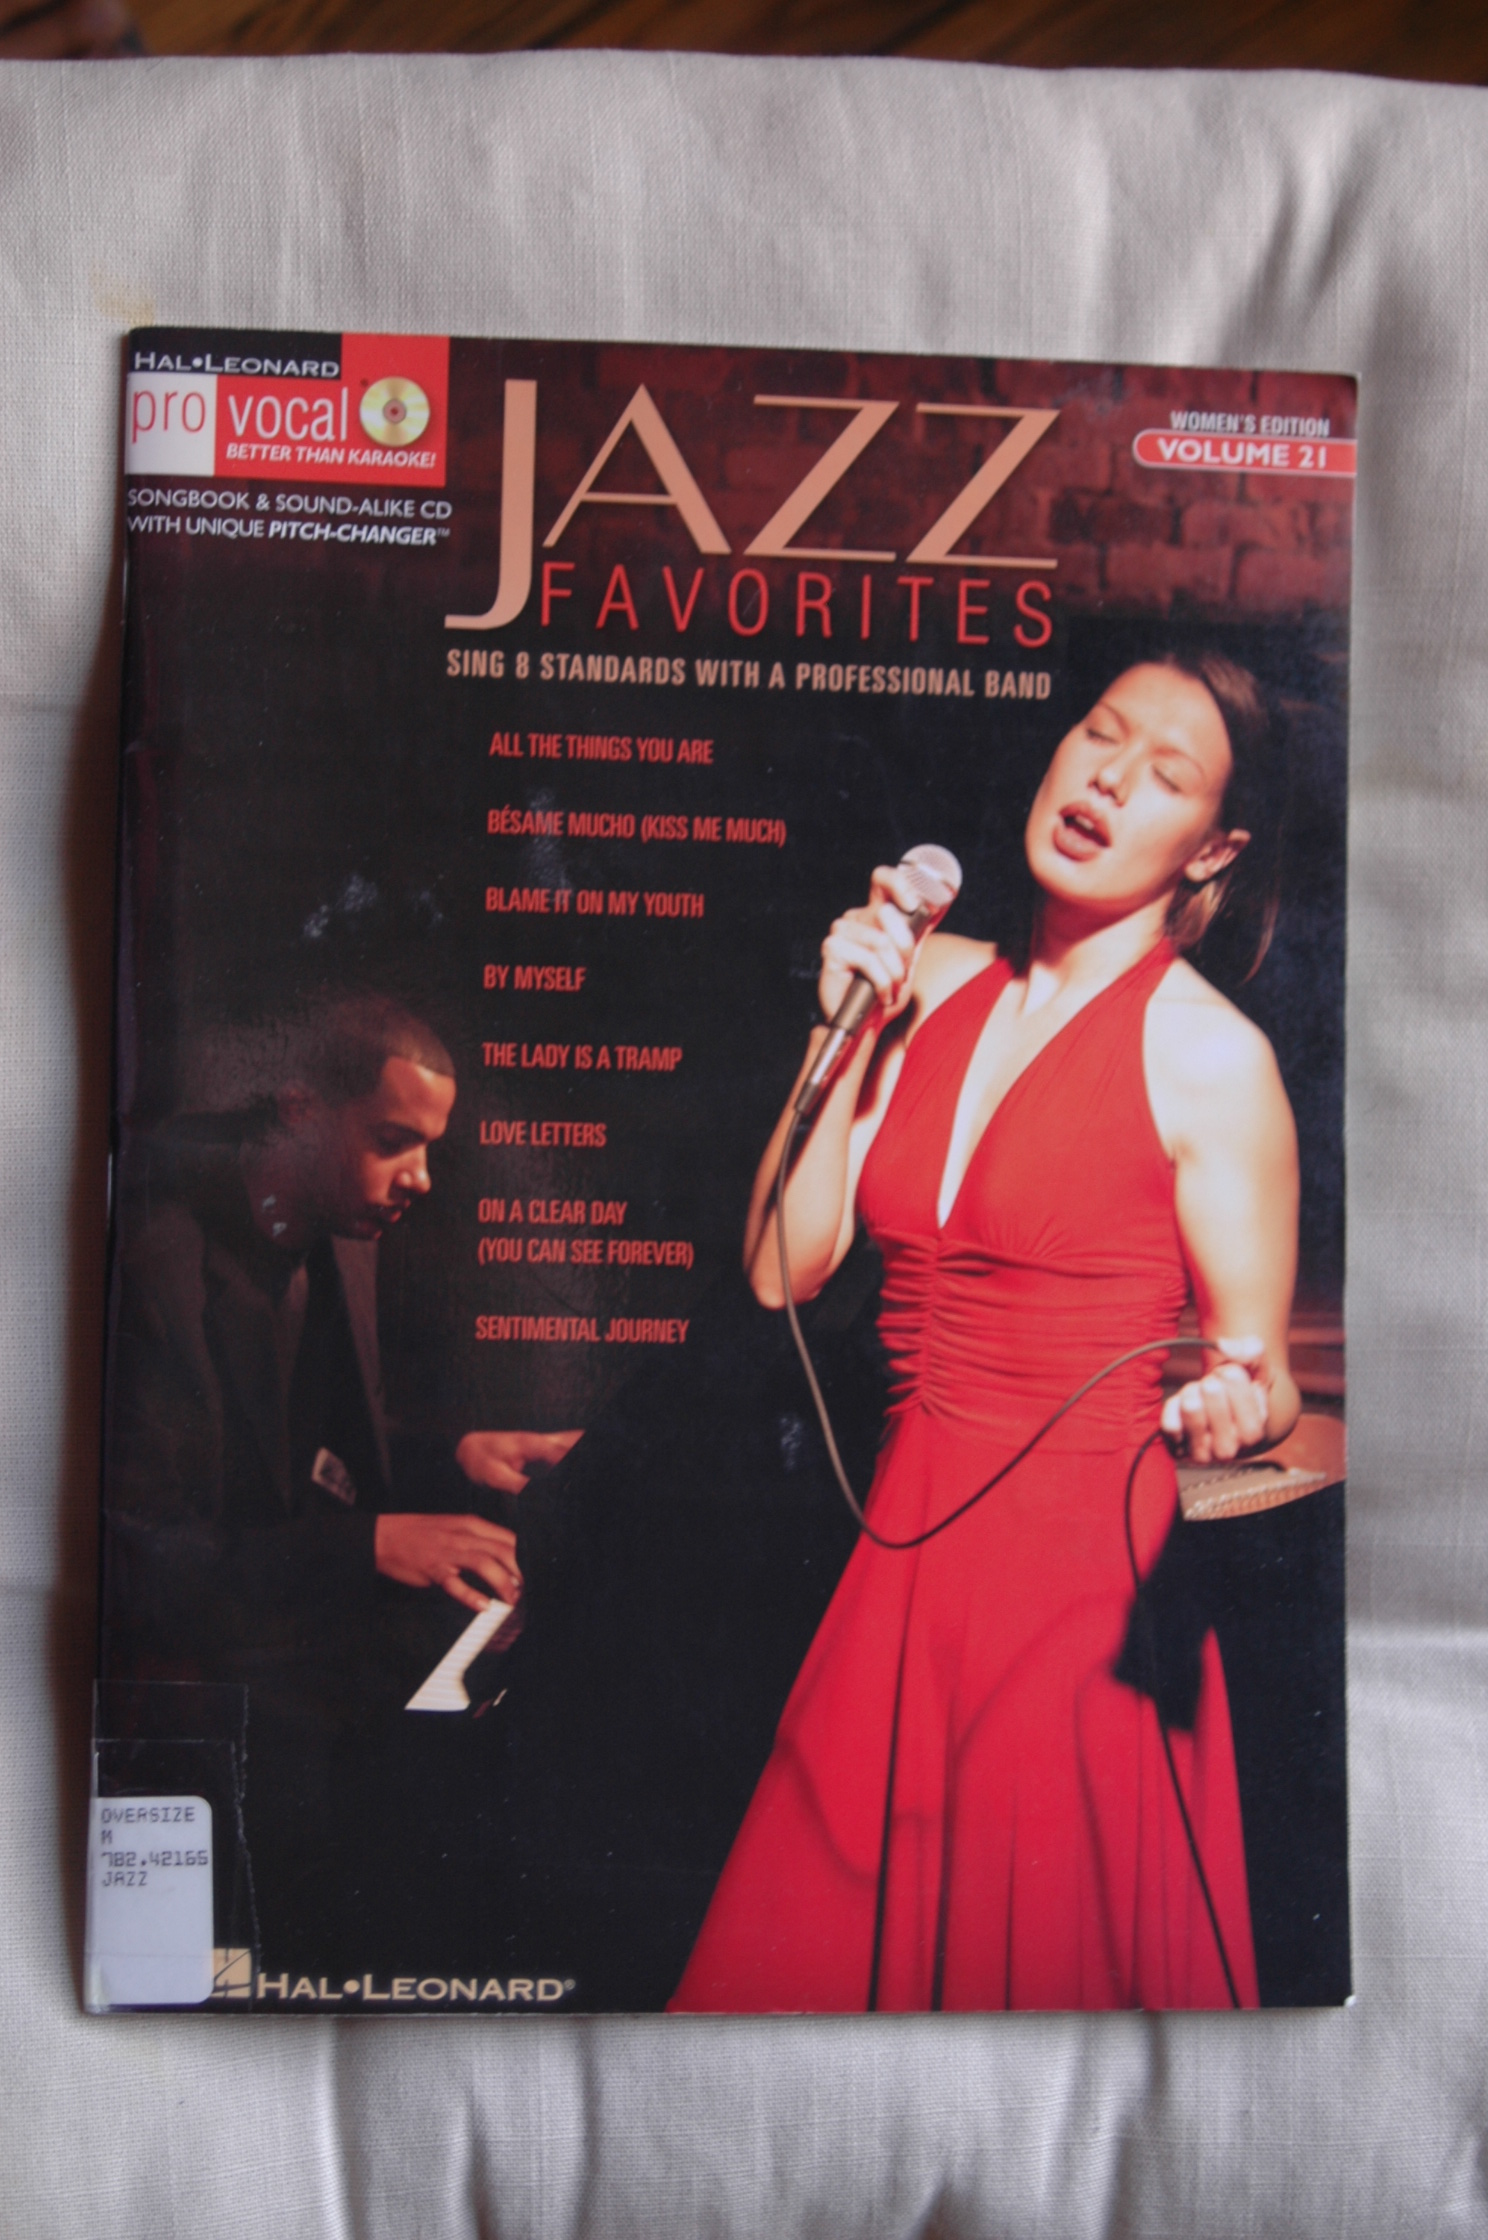 HAL•LEONARD
pro vocal®
BETTER THAN KARAOKE!
SONGBOOK & SOUND-ALIKE CD
WITH UNIQUE PITCH-CHANGER™
JAZZ
FAVORITES
WOMEN'S EDITION
VOLUME 21
SING 8 STANDARDS WITH A PROFESSIONAL BAND
ALL THE THINGS YOU ARE
BÉSAME MUCHO (KISS ME MUCH)
BLAME IT ON MY YOUTH
BY MYSELF
THE LADY IS A TRAMP
LOVE LETTERS
ON A CLEAR DAY
(YOU CAN SEE FOREVER)
SENTIMENTAL JOURNEY
OVERSIZE
M
782.42165
JAZZ
HAL•LEONARD®